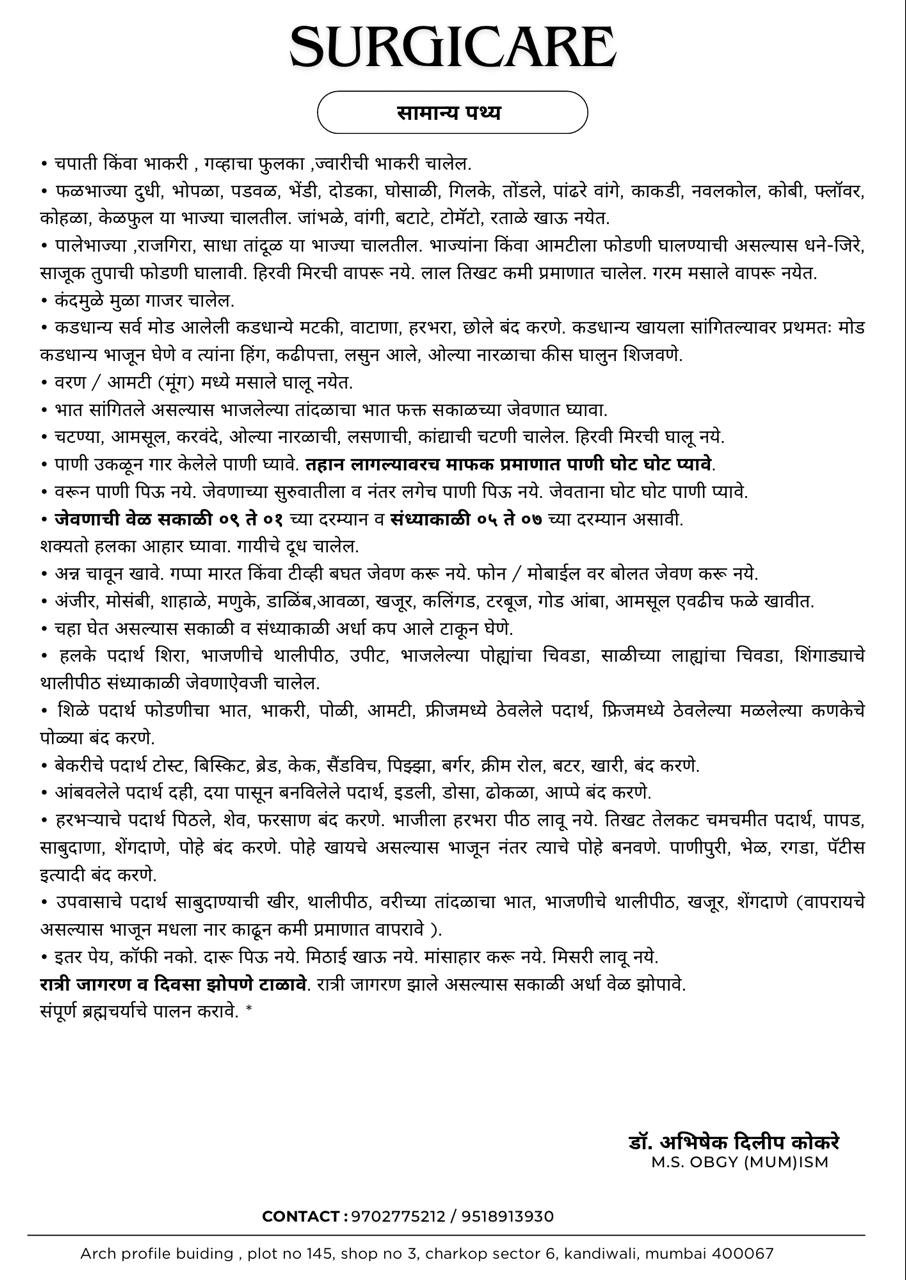 SURGICARE
सामान्य पथ्य
• चपाती किंवा भाकरी , गव्हाचा फुलका ,ज्वारीची भाकरी चालेल.
• फळभाज्या दुधी, भोपळा, पडवळ, भेंडी, दोडका, घोसाळी, गिलके, तोंडले, पांढरे वांगे, काकडी, नवलकोल, कोबी, फ्लॉवर,
कोहळा, केळफुल या भाज्या चालतील. जांभळे, वांगी, बटाटे, टोमॅटो, रताळे खाऊ नयेत.
• पालेभाज्या ,राजगिरा, साधा तांदूळ या भाज्या चालतील. भाज्यांना किंवा आमटीला फोडणी घालण्याची असल्यास धने-जिरे,
साजूक तुपाची फोडणी घालावी. हिरवी मिरची वापरू नये. लाल तिखट कमी प्रमाणात चालेल. गरम मसाले वापरू नयेत.
• कंदमुळे मुळा गाजर चालेल.
• कडधान्य सर्व मोड आलेली कडधान्ये मटकी, वाटाणा, हरभरा, छोले बंद करणे. कडधान्य खायला सांगितल्यावर प्रथमतः मोड
कडधान्य भाजून घेणे व त्यांना हिंग, कढीपत्ता, लसुन आले, ओल्या नारळाचा कीस घालुन शिजवणे.
• वरण / आमटी (मूंग) मध्ये मसाले घालू नयेत.
• भात सांगितले असल्यास भाजलेल्या तांदळाचा भात फक्त सकाळच्या जेवणात घ्यावा.
• चटण्या, आमसूल, करवंदे, ओल्या नारळाची, लसणाची, कांद्याची चटणी चालेल. हिरवी मिरची घालू नये.
• पाणी उकळून गार केलेले पाणी घ्यावे. तहान लागल्यावरच माफक प्रमाणात पाणी घोट घोट प्यावे.
• वरून पाणी पिऊ नये. जेवणाच्या सुरुवातीला व नंतर लगेच पाणी पिऊ नये. जेवताना घोट घोट पाणी प्यावे.
• जेवणाची वेळ सकाळी ०९ ते ०१ च्या दरम्यान व संध्याकाळी ०५ ते ०७ च्या दरम्यान असावी.
शक्यतो हलका आहार घ्यावा. गायीचे दूध चालेल.
• अन्न चावून खावे. गप्पा मारत किंवा टीव्ही बघत जेवण करू नये. फोन / मोबाईल वर बोलत जेवण करू नये.
• अंजीर, मोसंबी, शाहाळे, मणुके, डाळिंब,आवळा, खजूर, कलिंगड, टरबूज, गोड आंबा, आमसूल एवढीच फळे खावीत.
• चहा घेत असल्यास सकाळी व संध्याकाळी अर्धा कप आले टाकून घेणे.
• हलके पदार्थ शिरा, भाजणीचे थालीपीठ, उपीट, भाजलेल्या पोह्यांचा चिवडा, साळीच्या लाह्यांचा चिवडा, शिंगाड्याचे
थालीपीठ संध्याकाळी जेवणाऐवजी चालेल.
• शिळे पदार्थ फोडणीचा भात, भाकरी, पोळी, आमटी, फ्रीजमध्ये ठेवलेले पदार्थ, फ्रिजमध्ये ठेवलेल्या मळलेल्या कणकेचे
पोळ्या बंद करणे.
• बेकरीचे पदार्थ टोस्ट, बिस्किट, ब्रेड, केक, सैंडविच, पिझ्झा, बर्गर, क्रीम रोल, बटर, खारी, बंद करणे.
• आंबवलेले पदार्थ दही, दया पासून बनविलेले पदार्थ, इडली, डोसा, ढोकळा, आप्पे बंद करणे.
• हरभऱ्याचे पदार्थ पिठले, शेव, फरसाण बंद करणे. भाजीला हरभरा पीठ लावू नये. तिखट तेलकट चमचमीत पदार्थ, पापड,
साबुदाणा, शेंगदाणे, पोहे बंद करणे. पोहे खायचे असल्यास भाजून नंतर त्याचे पोहे बनवणे. पाणीपुरी, भेळ, रगडा, पॅटीस
इत्यादी बंद करणे.
• उपवासाचे पदार्थ साबुदाण्याची खीर, थालीपीठ, वरीच्या तांदळाचा भात, भाजणीचे थालीपीठ, खजूर, शेंगदाणे (वापरायचे
असल्यास भाजून मधला नार काढून कमी प्रमाणात वापरावे ).
• इतर पेय, कॉफी नको. दारू पिऊ नये. मिठाई खाऊ नये. मांसाहार करू नये. मिसरी लावू नये.
रात्री जागरण व दिवसा झोपणे टाळावे. रात्री जागरण झाले असल्यास सकाळी अर्धा वेळ झोपावे.
संपूर्ण ब्रह्मचर्याचे पालन करावे. *
डॉ. अभिषेक दिलीप कोकरे
M.S. OBGY (MUM)ISM
CONTACT : 9702775212 / 9518913930
Arch profile buiding , plot no 145, shop no 3, charkop sector 6, kandiwali, mumbai 400067